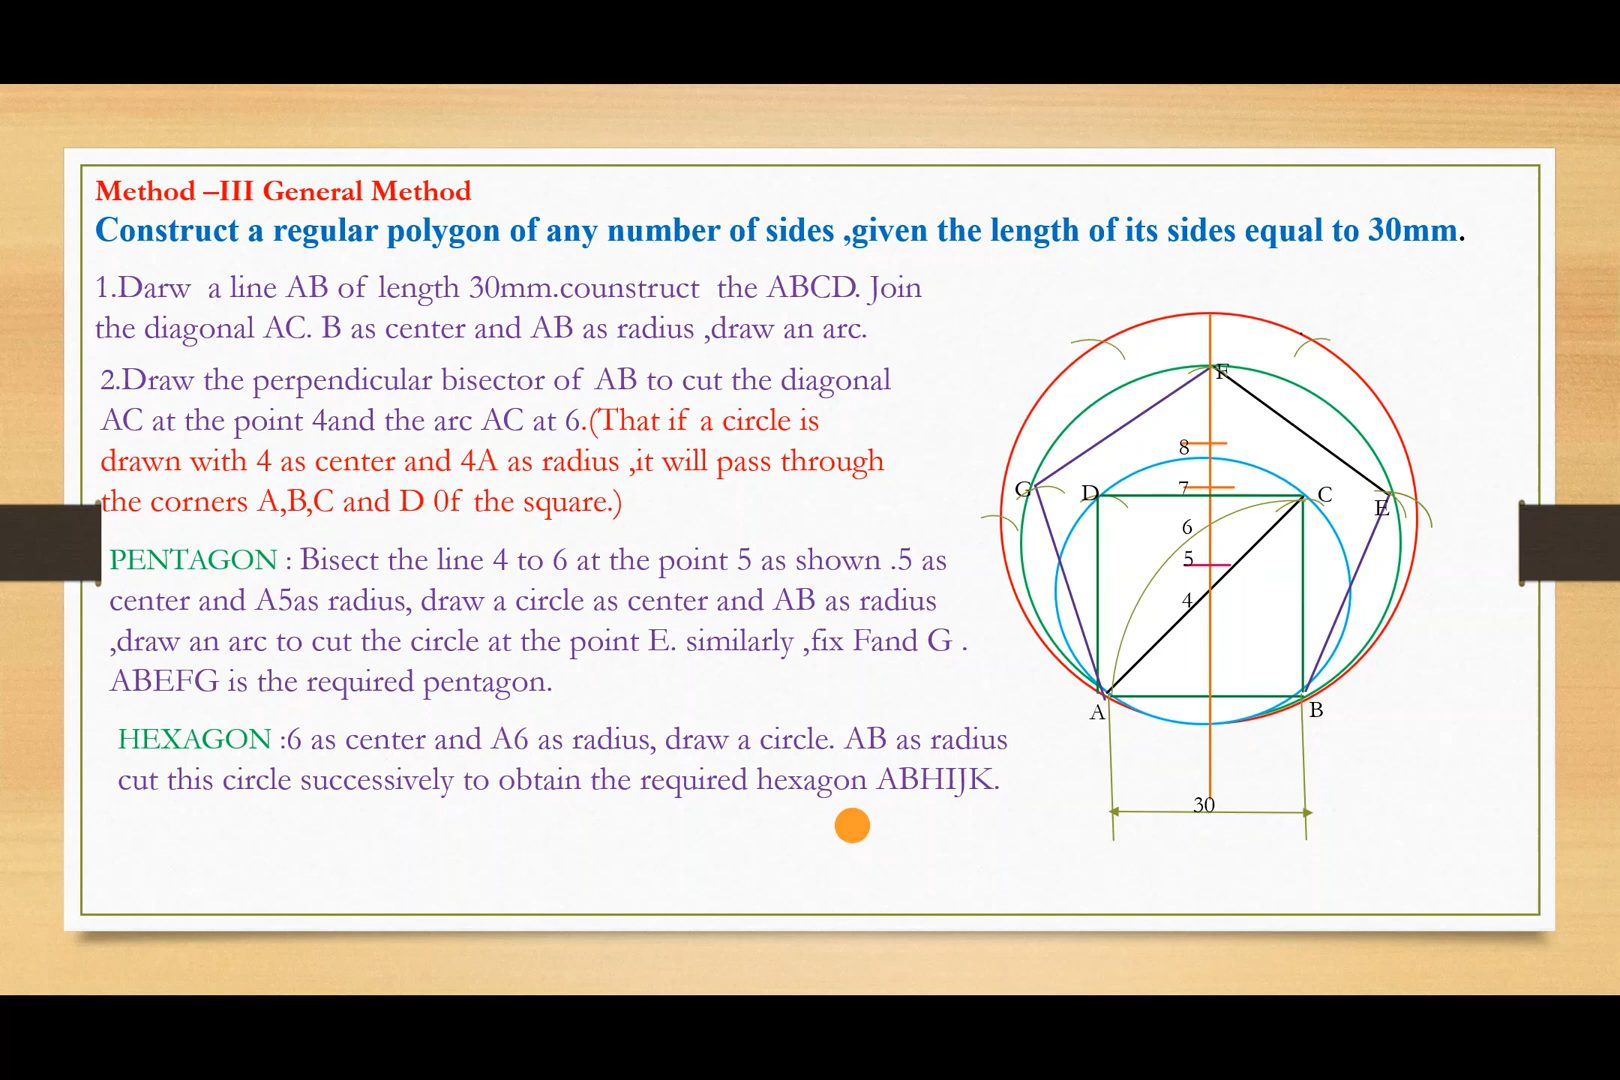 Method –III General Method
Construct a regular polygon of any number of sides ,given the length of its sides equal to 30mm.
1.Darw a line AB of length 30mm.counstruct the ABCD. Join
the diagonal AC. B as center and AB as radius ,draw an arc.
2.Draw the perpendicular bisector of AB to cut the diagonal
AC at the point 4and the arc AC at 6.(That if a circle is
drawn with 4 as center and 4A as radius ,it will pass through
the corners A,B,C and D 0f the square.)
PENTAGON : Bisect the line 4 to 6 at the point 5 as shown .5 as
center and A5as radius, draw a circle as center and AB as radius
,draw an arc to cut the circle at the point E. similarly ,fix Fand G .
ABEFG is the required pentagon.
HEXAGON :6 as center and A6 as radius, draw a circle. AB as radius
cut this circle successively to obtain the required hexagon ABHIJK.
F
8
G D 7 C E
6
5
4
A B
30